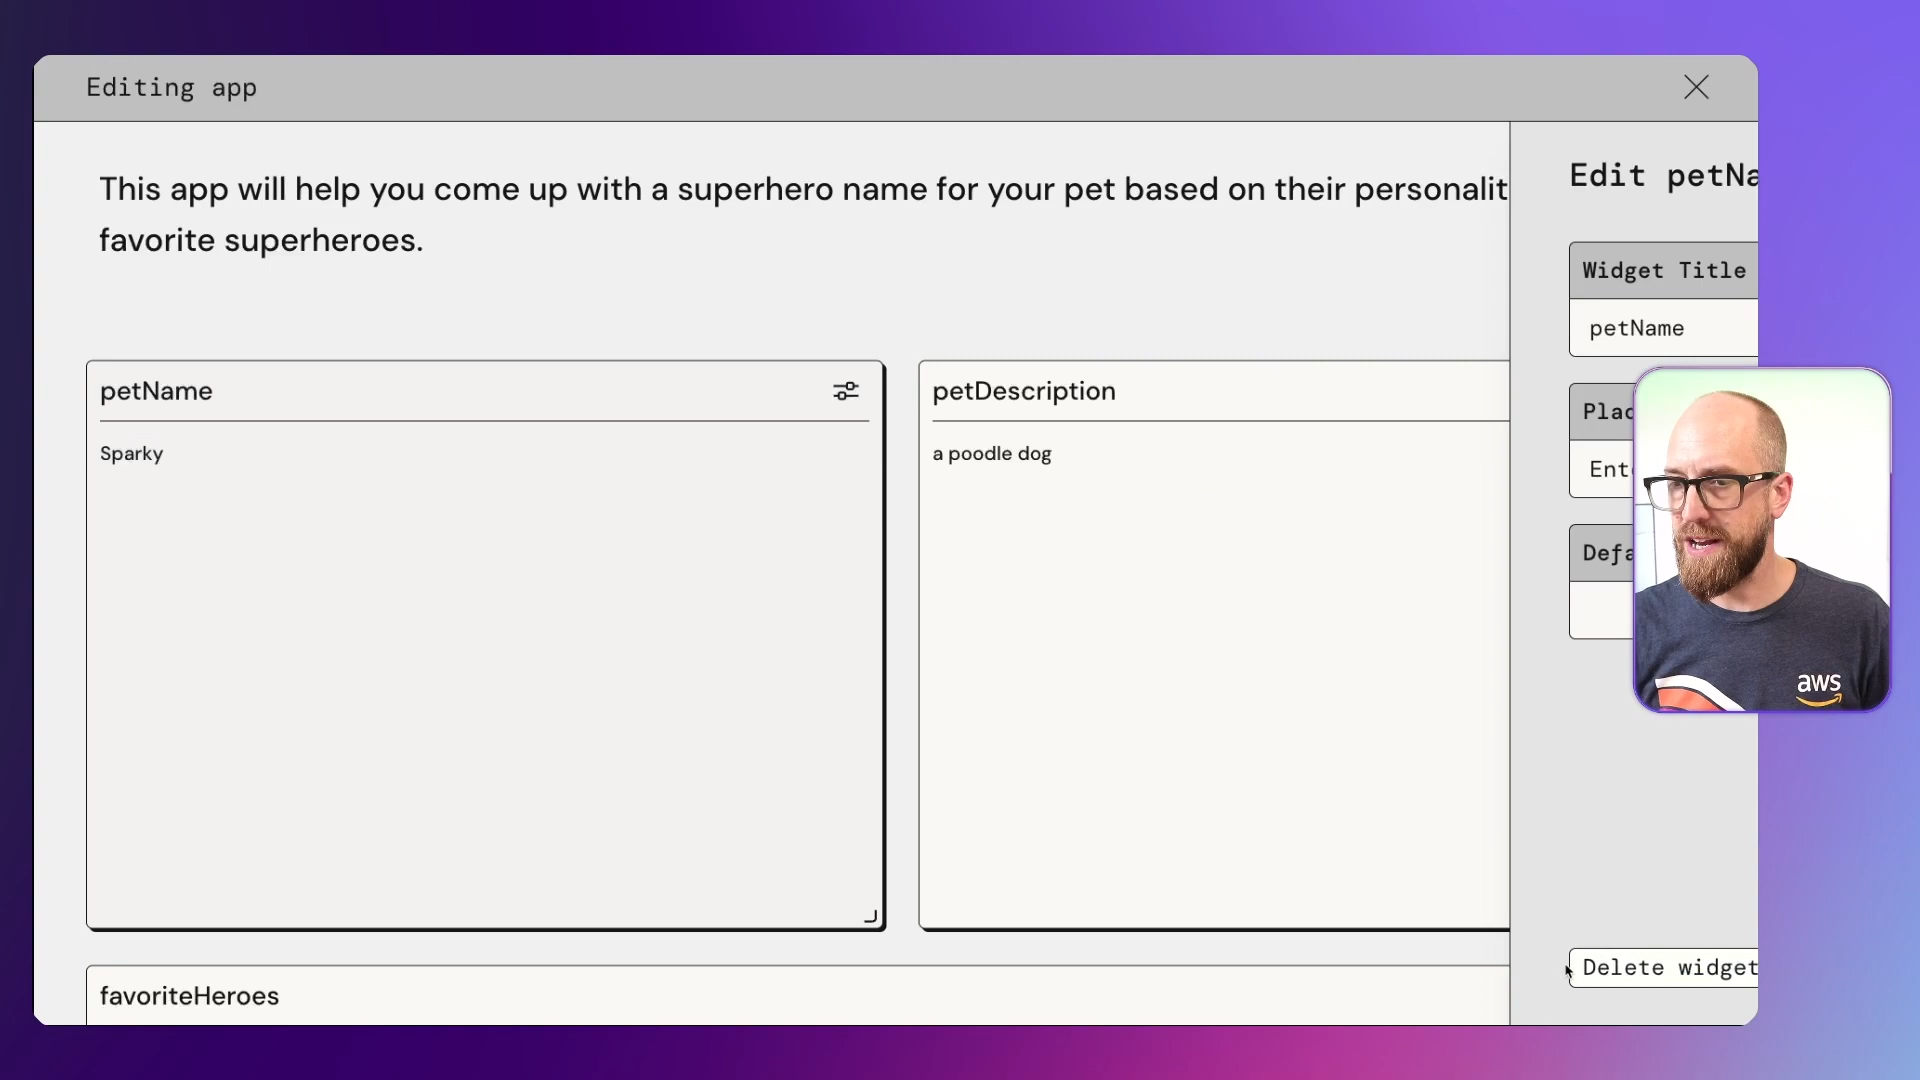 Editing app
This app will help you come up with a superhero name for your pet based on their personalit
favorite superheroes.
Edit petNa
Widget Title
petName
petName
Sparky
petDescription
a poodle dog
Plac
Ente
Defa
aws
favoriteHeroes
Delete widget